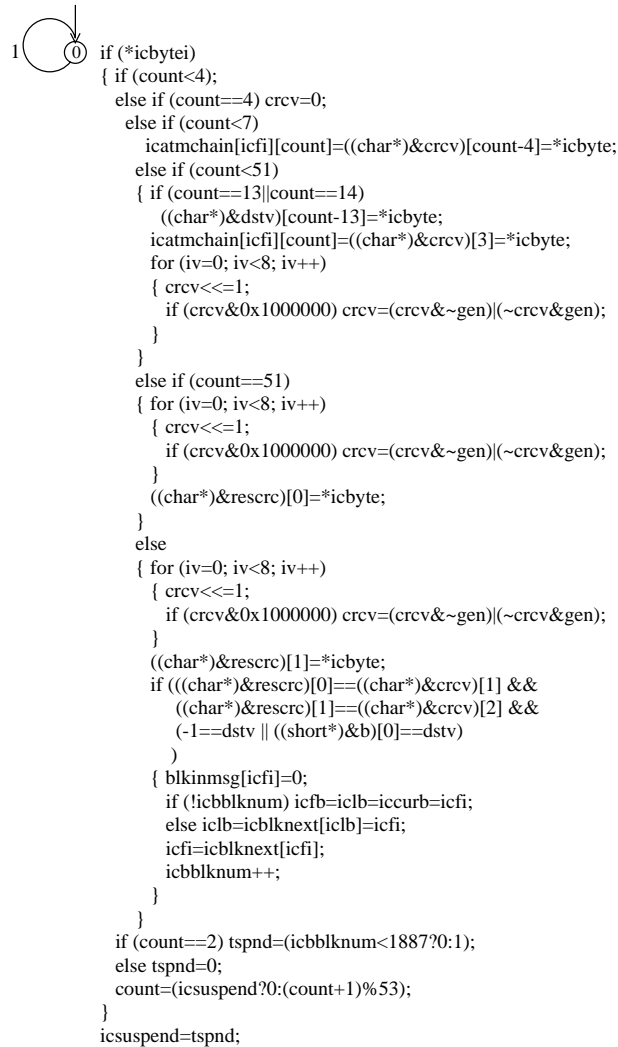 1 0 if (*icbytei)
{ if (count<4);
else if (count==4) crcv=0;
else if (count<7)
icatmchain[icfi][count]=((char*)&crcv)[count-4]=*icbyte;
else if (count<51)
{ if (count==13||count==14)
((char*)&dstv)[count-13]=*icbyte;
icatmchain[icfi][count]=((char*)&crcv)[3]=*icbyte;
for (iv=0; iv<8; iv++)
{ crcv<<=1;
if (crcv&0x1000000) crcv=(crcv&~gen)|(~crcv&gen);
}
}
else if (count==51)
{ for (iv=0; iv<8; iv++)
{ crcv<<=1;
if (crcv&0x1000000) crcv=(crcv&~gen)|(~crcv&gen);
}
((char*)&rescrc)[0]=*icbyte;
}
else
{ for (iv=0; iv<8; iv++)
{ crcv<<=1;
if (crcv&0x1000000) crcv=(crcv&~gen)|(~crcv&gen);
}
((char*)&rescrc)[1]=*icbyte;
if (((char*)&rescrc)[0]==((char*)&crcv)[1] &&
((char*)&rescrc)[1]==((char*)&crcv)[2] &&
(-1==dstv || ((short*)&b)[0]==dstv)
)
{ blkinmsg[icfi]=0;
if (!icbblknum) icfb=iclb=iccurb=icfi;
else iclb=icblknext[iclb]=icfi;
icfi=icblknext[icfi];
icbblknum++;
}
}
if (count==2) tspnd=(icbblknum<1887?0:1);
else tspnd=0;
count=(icsuspend?0:(count+1)%53);
}
icsuspend=tspnd;